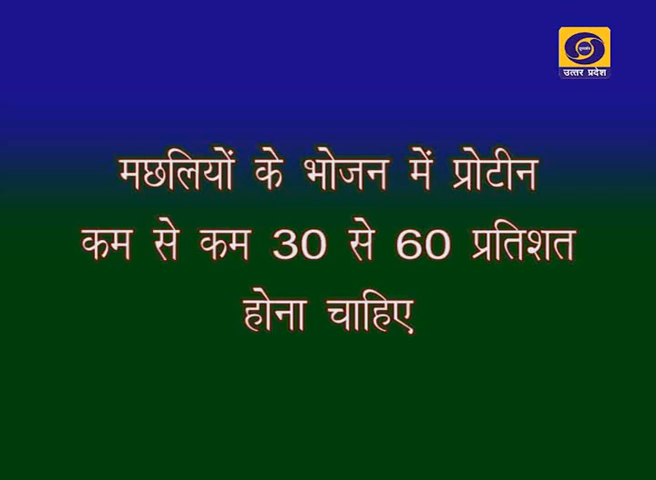 उत्तर प्रदेश
मछलियों के भोजन में प्रोटीन
कम से कम 30 से 60 प्रतिशत
होना चाहिए